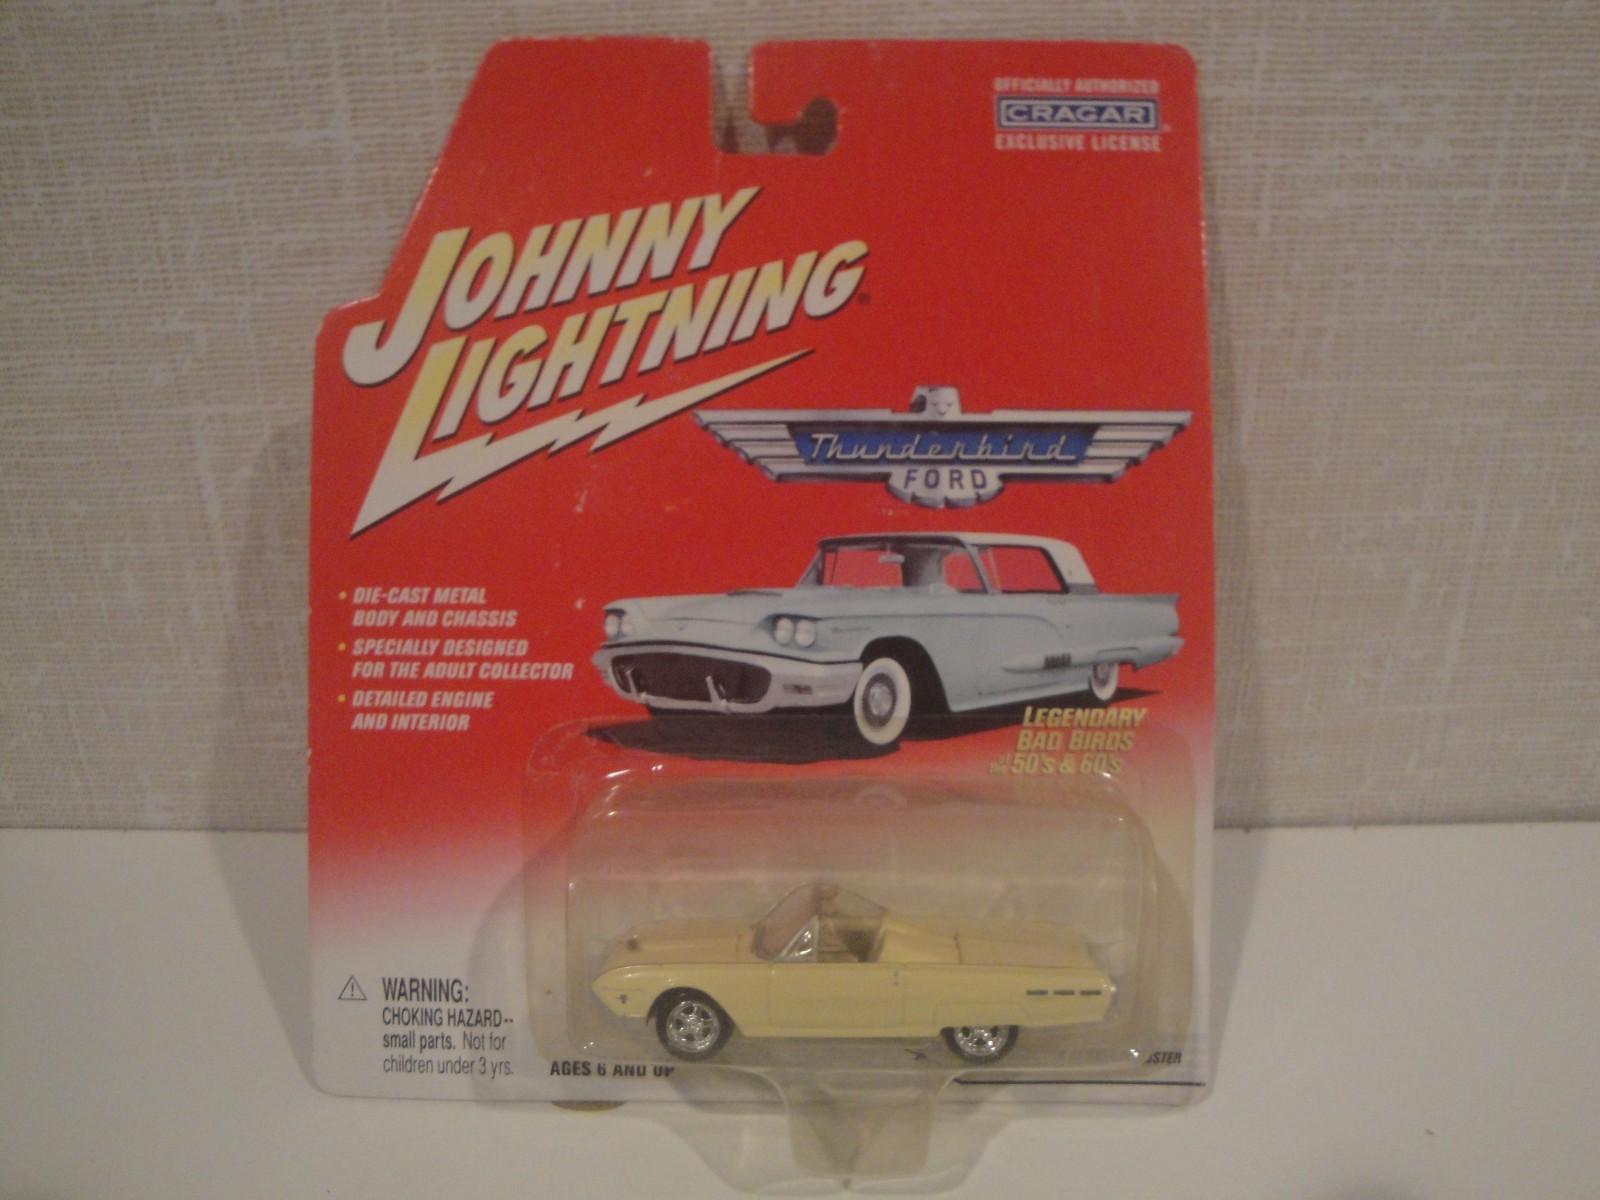 OFFICIALLY AUTHORIZED
CRAGAR
EXCLUSIVE LICENSE
JOHNNY
LIGHTNING®
Thunderbird
FORD
• DIE-CAST METAL
BODY AND CHASSIS
• SPECIALLY DESIGNED
FOR THE ADULT COLLECTOR
• DETAILED ENGINE
AND INTERIOR
LEGENDARY
BAD BIRDS
of the 50's & 60's
WARNING:
CHOKING HAZARD--
small parts. Not for
children under 3 yrs.
AGES 6 AND UP